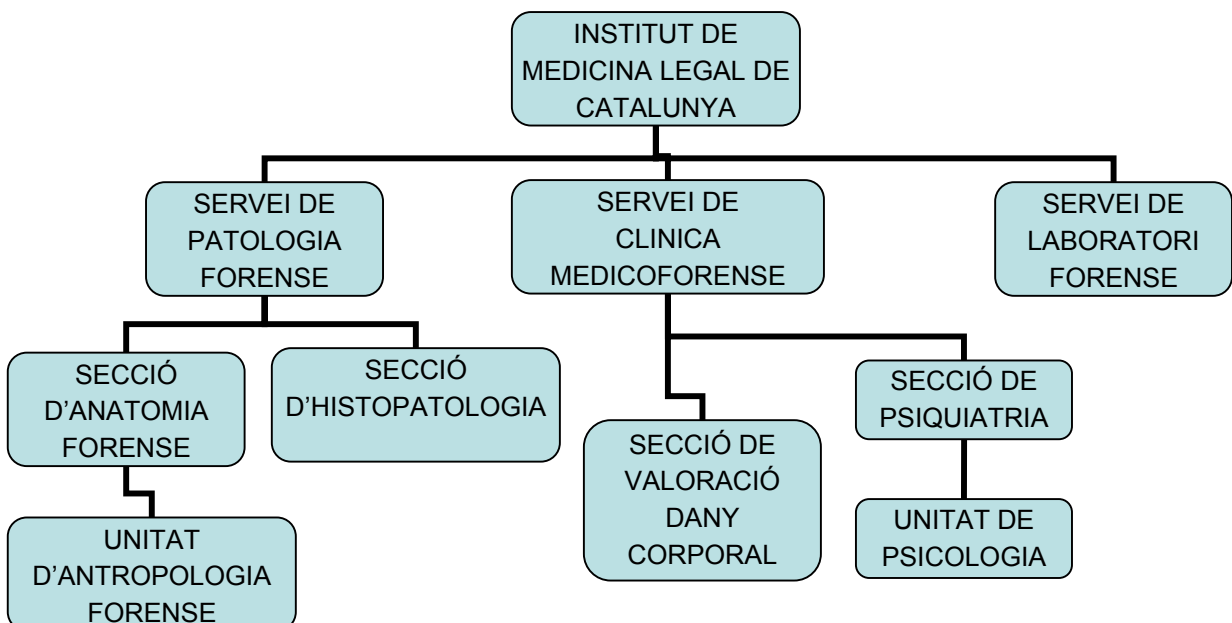 INSTITUT DE
MEDICINA LEGAL DE
CATALUNYA
SERVEI DE
PATOLOGIA
FORENSE
SERVEI DE
CLINICA
MEDICOFORENSE
SERVEI DE
LABORATORI
FORENSE
SECCIÓ
D’ANATOMIA
FORENSE
SECCIÓ
D’HISTOPATOLOGIA
SECCIÓ DE
VALORACIÓ
DANY
CORPORAL
SECCIÓ DE
PSIQUIATRIA
UNITAT
D’ANTROPOLOGIA
FORENSE
UNITAT DE
PSICOLOGIA